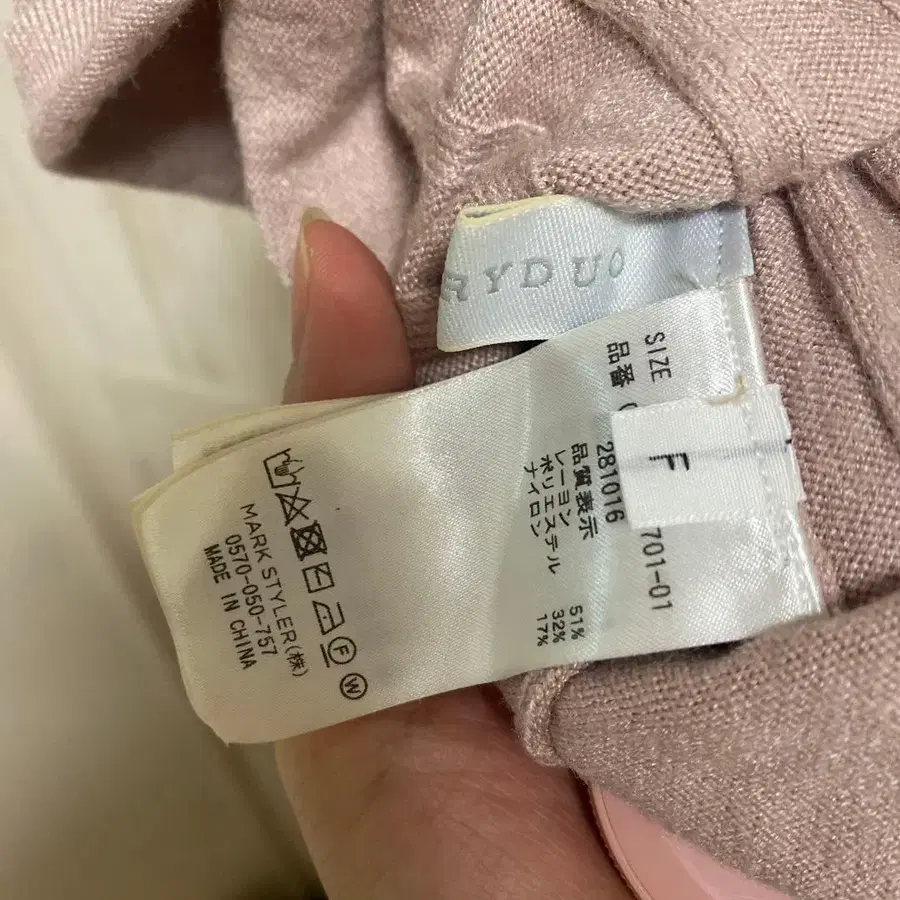 RYDUO
SIZE
F
品番
701-01
281016
品質表示
レーヨン 51%
ポリエステル 32%
ナイロン 17%
F
W
MARK STYLER(株)
0570-050-757
MADE IN CHINA